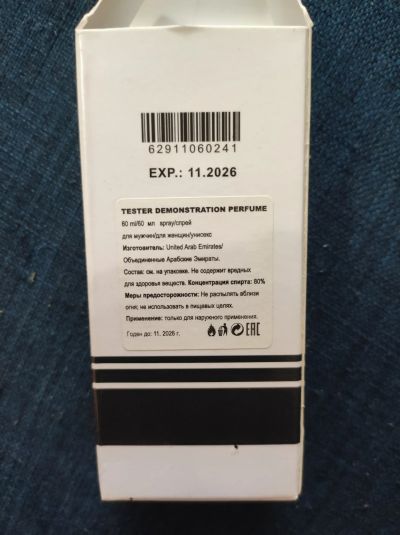 62911060241
EXP.: 11.2026
TESTER DEMONSTRATION PERFUME
60 ml/60 мл spray/спрей
для мужчин/для женщин/унисекс
Изготовитель: United Arab Emirates/
Объединенные Арабские Эмираты.
Состав: см. на упаковке. Не содержит вредных
для здоровья веществ. Концентрация спирта: 80%
Меры предосторожности: Не распылять вблизи
огня; не использовать в пищевых целях.
Применение: только для наружного применения.
Годен до: 11. 2026 г.
EAC